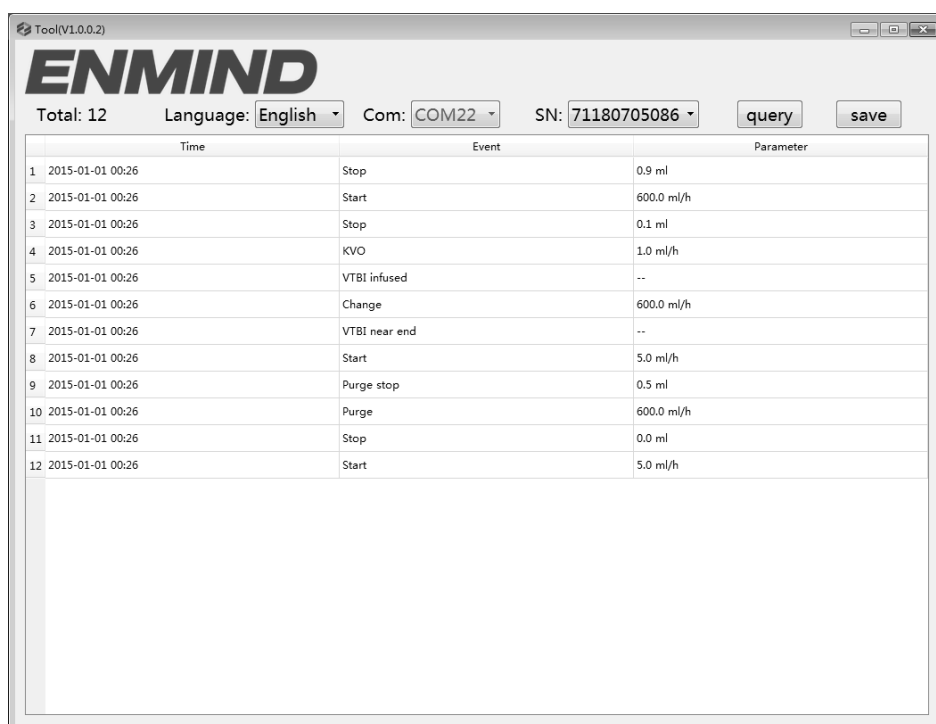 Tool(V1.0.0.2)
ENMIND
Total: 12 Language: English Com: COM22 SN: 71180705086 query save
Time Event Parameter
1 2015-01-01 00:26 Stop 0.9 ml
2 2015-01-01 00:26 Start 600.0 ml/h
3 2015-01-01 00:26 Stop 0.1 ml
4 2015-01-01 00:26 KVO 1.0 ml/h
5 2015-01-01 00:26 VTBI infused --
6 2015-01-01 00:26 Change 600.0 ml/h
7 2015-01-01 00:26 VTBI near end --
8 2015-01-01 00:26 Start 5.0 ml/h
9 2015-01-01 00:26 Purge stop 0.5 ml
10 2015-01-01 00:26 Purge 600.0 ml/h
11 2015-01-01 00:26 Stop 0.0 ml
12 2015-01-01 00:26 Start 5.0 ml/h